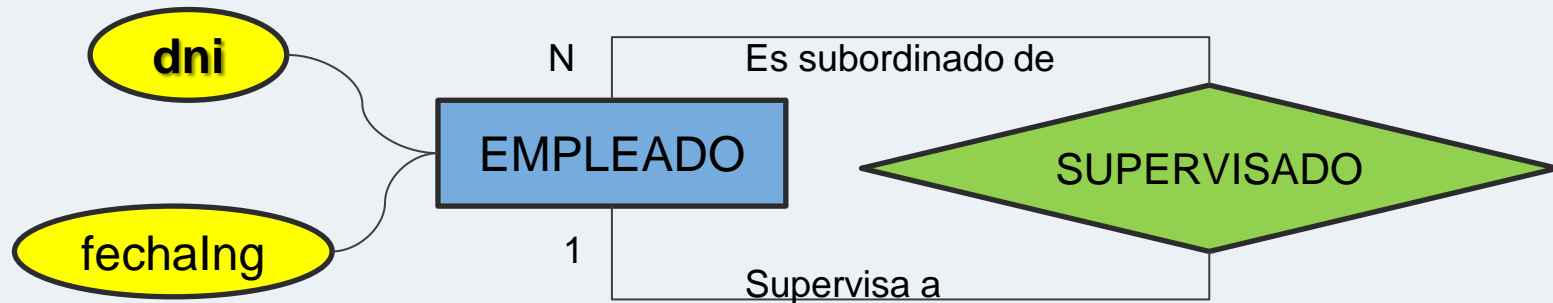 dni
N
Es subordinado de
EMPLEADO
SUPERVISADO
fechaIng
1
Supervisa a